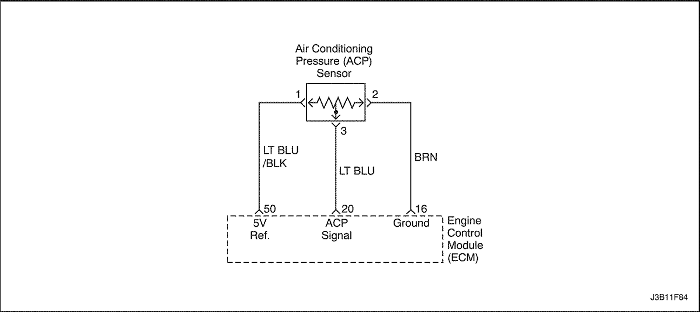 Air Conditioning
Pressure (ACP)
Sensor
1
2
3
LT BLU
/BLK
LT BLU
BRN
50
20
16
5V
Ref.
ACP
Signal
Ground
Engine
Control
Module
(ECM)
J3B11F84